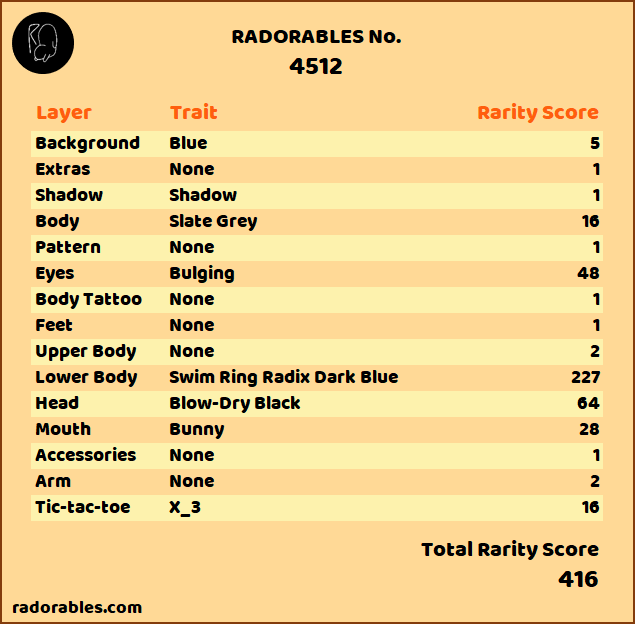 RADORABLES No.
4512
Layer Trait Rarity Score
Background Blue 5
Extras None 1
Shadow Shadow 1
Body Slate Grey 16
Pattern None 1
Eyes Bulging 48
Body Tattoo None 1
Feet None 1
Upper Body None 2
Lower Body Swim Ring Radix Dark Blue 227
Head Blow-Dry Black 64
Mouth Bunny 28
Accessories None 1
Arm None 2
Tic-tac-toe X_3 16
Total Rarity Score
416
radorables.com